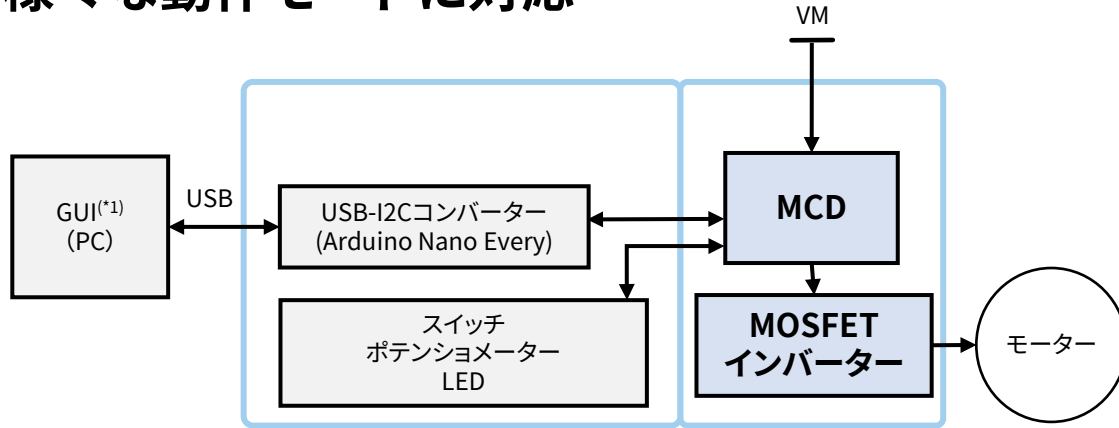 様々な動作モードに対応
VM
GUI(*1)
（PC）
USB
USB-I2Cコンバーター
(Arduino Nano Every)
MCD
スイッチ
ポテンショメーター
LED
MOSFET
インバーター
モーター